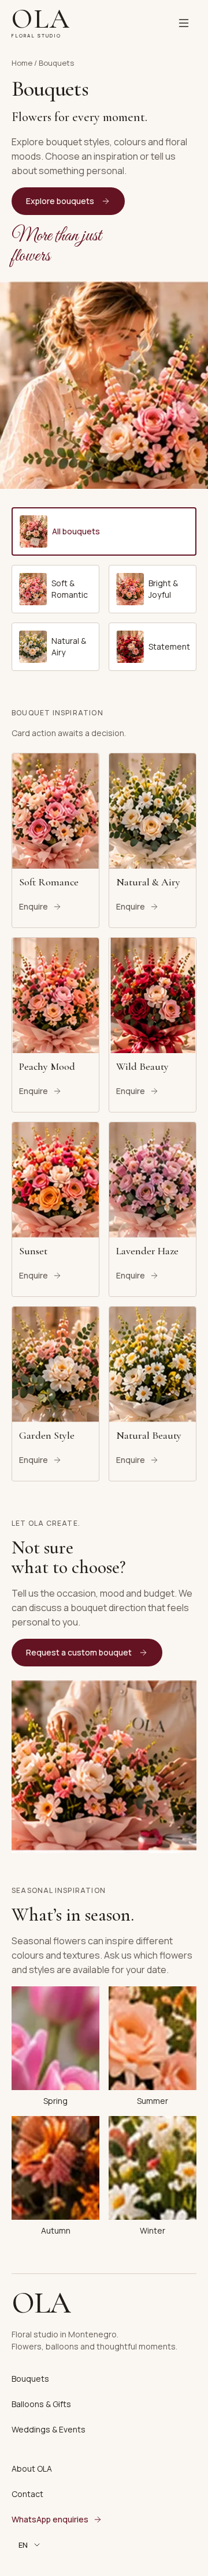 OLA
FLORAL STUDIO
Home / Bouquets
Bouquets
Flowers for every moment.
Explore bouquet styles, colours and floral
moods. Choose an inspiration or tell us
about something personal.
Explore bouquets
More than just
flowers
All bouquets
Soft &
Romantic
Bright &
Joyful
Natural &
Airy
Statement
BOUQUET INSPIRATION
Card action awaits a decision.
Soft Romance
Enquire
Natural & Airy
Enquire
Peachy Mood
Enquire
Wild Beauty
Enquire
Sunset
Enquire
Lavender Haze
Enquire
Garden Style
Enquire
Natural Beauty
Enquire
LET OLA CREATE.
Not sure
what to choose?
Tell us the occasion, mood and budget. We
can discuss a bouquet direction that feels
personal to you.
Request a custom bouquet
OLA
SEASONAL INSPIRATION
What's in season.
Seasonal flowers can inspire different
colours and textures. Ask us which flowers
and styles are available for your date.
Spring
Summer
Autumn
Winter
OLA
Floral studio in Montenegro.
Flowers, balloons and thoughtful moments.
Bouquets
Balloons & Gifts
Weddings & Events
About OLA
Contact
WhatsApp enquiries
EN